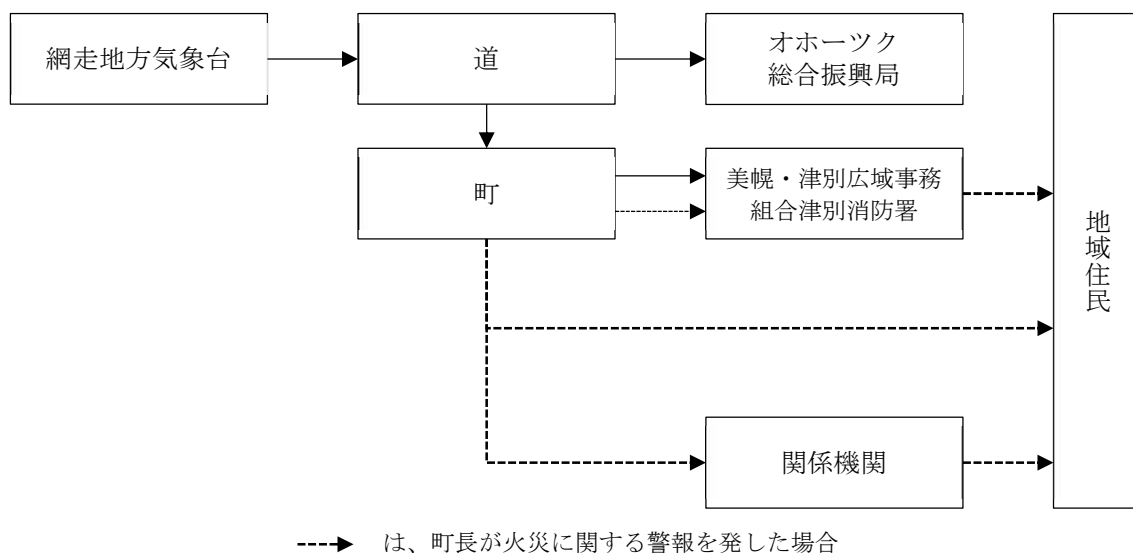 網走地方気象台
道
オホーツク
総合振興局
町
美幌・津別広域事務
組合津別消防署
地域住民
関係機関
は、町長が火災に関する警報を発した場合